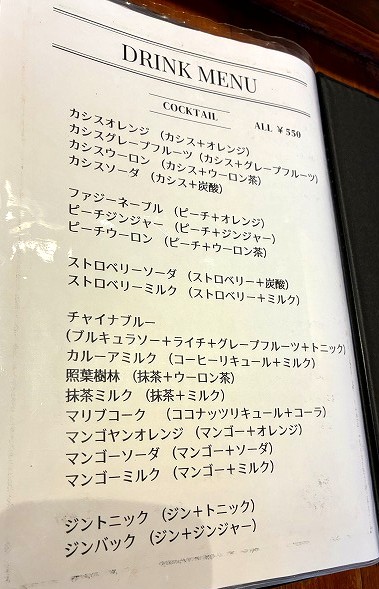 DRINK MENU
COCKTAIL
ALL ¥550
カシスオレンジ （カシス＋オレンジ）
カシスグレープフルーツ（カシス＋グレープフルーツ）
カシスウーロン （カシス＋ウーロン茶）
カシスソーダ （カシス＋炭酸）
ファジーネーブル （ピーチ＋オレンジ）
ピーチジンジャー （ピーチ＋ジンジャー）
ピーチウーロン （ピーチ＋ウーロン茶）
ストロベリーソーダ （ストロベリー＋炭酸）
ストロベリーミルク （ストロベリー＋ミルク）
チャイナブルー
（ブルキュラソー＋ライチ＋グレープフルーツ＋トニック）
カルーアミルク （コーヒーリキュール＋ミルク）
照葉樹林 （抹茶＋ウーロン茶）
抹茶ミルク （抹茶＋ミルク）
マリブコーク （ココナッツリキュール＋コーラ）
マンゴヤンオレンジ （マンゴー＋オレンジ）
マンゴーソーダ （マンゴー＋ソーダ）
マンゴーミルク （マンゴー＋ミルク）
ジントニック （ジン＋トニック）
ジンバック （ジン＋ジンジャー）